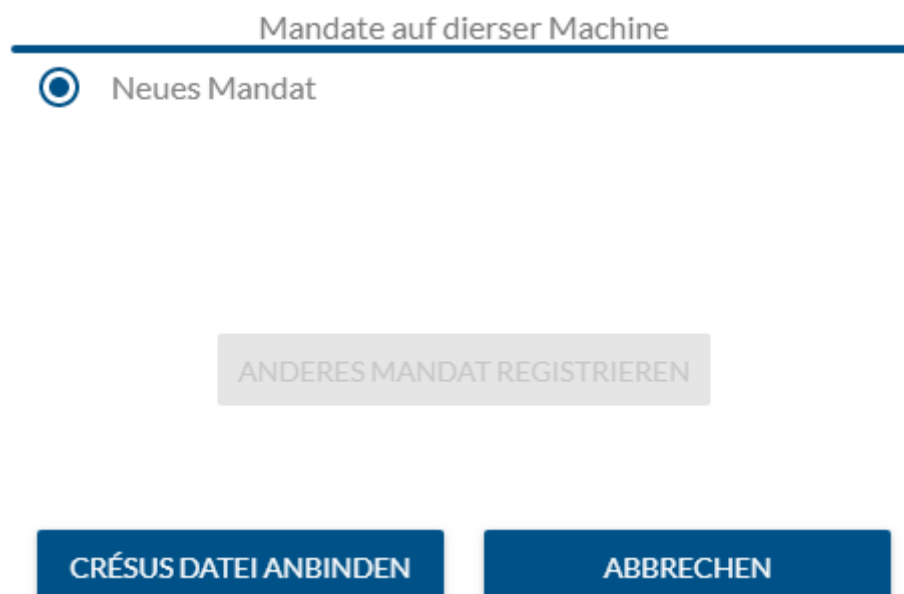 Mandate auf dierser Machine
Neues Mandat
ANDERES MANDAT REGISTRIEREN
CRÉSUS DATEI ANBINDEN
ABBRECHEN